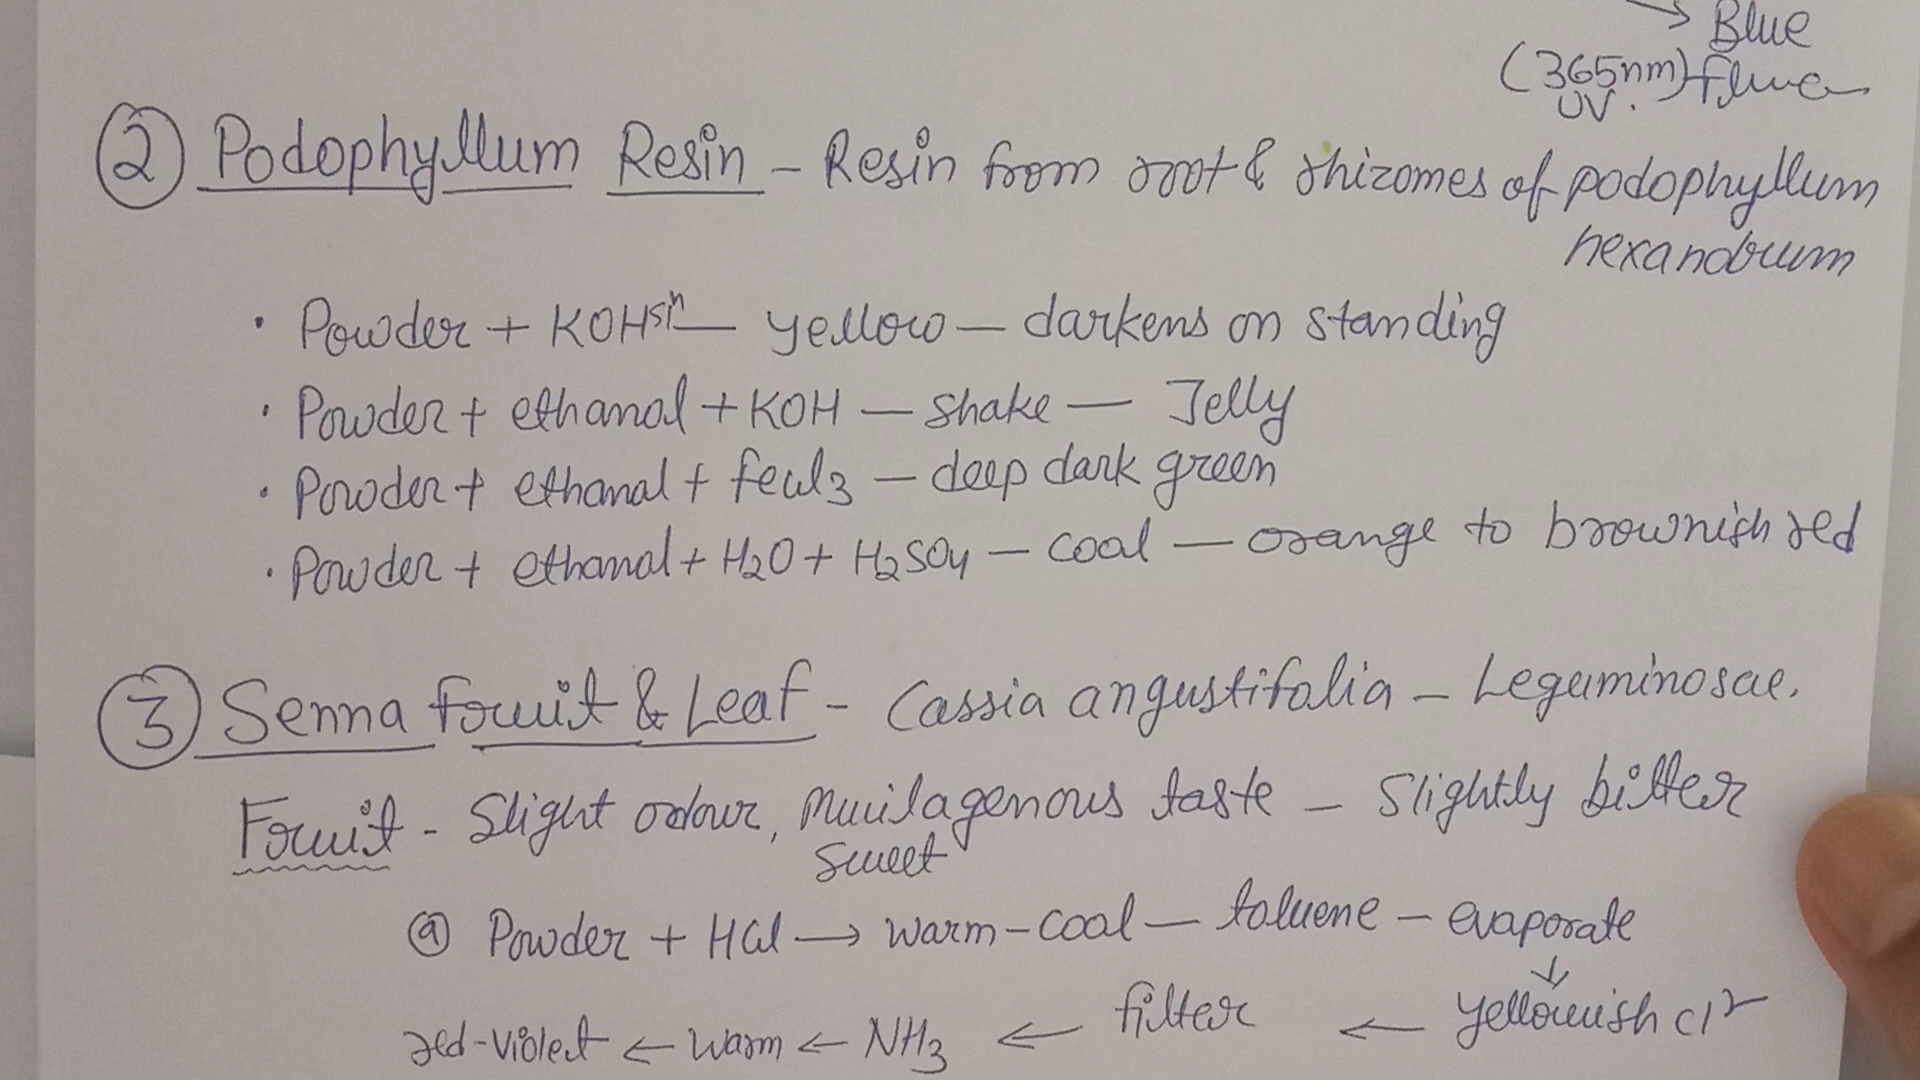 → Blue
(365nm) fluo
UV.
② Podophyllum Resin - Resin from root & rhizomes of podophyllum
hexandrum
• Powder + KOH sⁿ — yellow — darkens on standing
• Powder + ethanol + KOH — shake — Jelly
• Powder + ethanol + fecl3 — deep dark green
• Powder + ethanol + H2O + H2SO4 — cool — orange to brownish red
③ Senna fruit & Leaf - Cassia angustifolia - Leguminosae.
Fruit - Slight odour, Mucilagenous taste - Slightly bitter
sweet
ⓐ Powder + HCl → warm-cool — toluene - evaporate
↓
red-violet ← warm ← NH3 ← filter ← yellowish clr